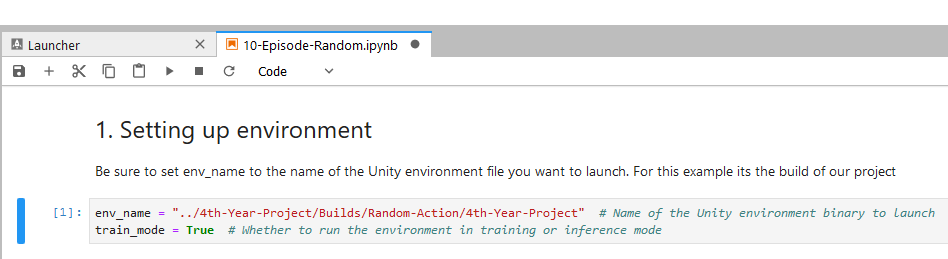 Launcher
10-Episode-Random.ipynb
Code
1. Setting up environment
Be sure to set env_name to the name of the Unity environment file you want to launch. For this example its the build of our project
[1]: env_name = "../4th-Year-Project/Builds/Random-Action/4th-Year-Project"  # Name of the Unity environment binary to launch
train_mode = True  # Whether to run the environment in training or inference mode